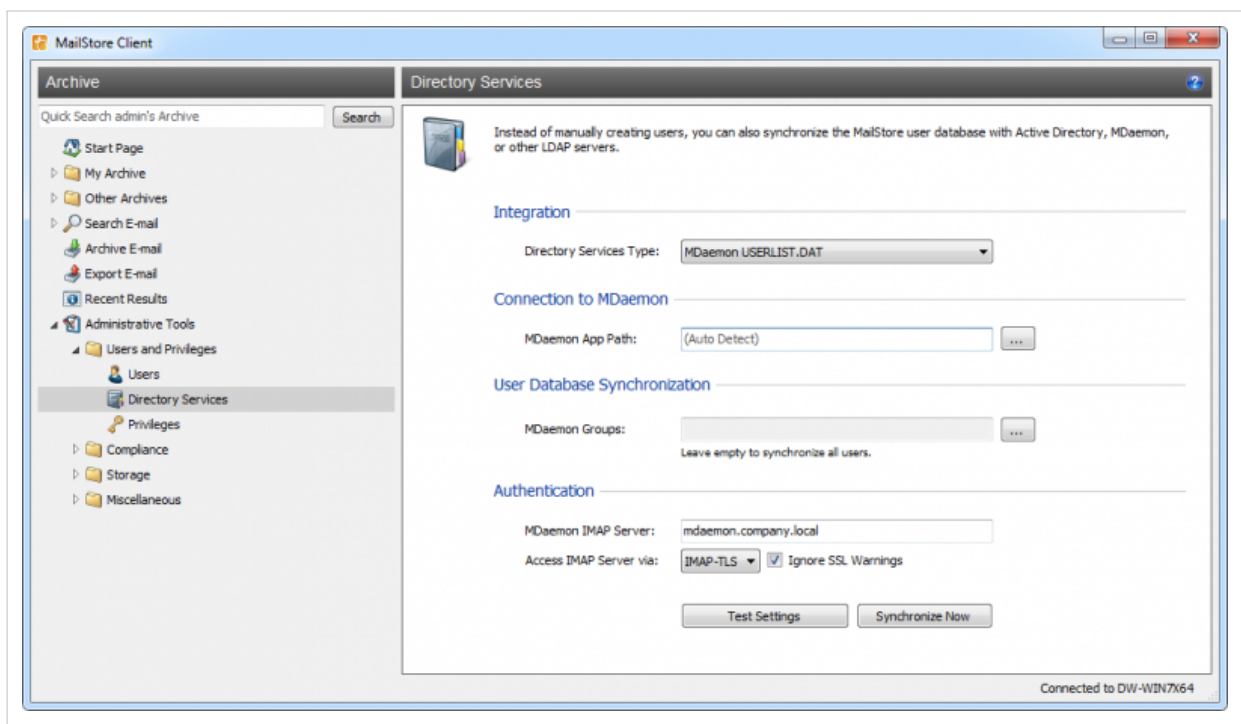 MailStore Client
Archive
Quick Search admin's Archive
Search
Start Page
My Archive
Other Archives
Search E-mail
Archive E-mail
Export E-mail
Recent Results
Administrative Tools
Users and Privileges
Users
Directory Services
Privileges
Compliance
Storage
Miscellaneous
Directory Services
Instead of manually creating users, you can also synchronize the MailStore user database with Active Directory, MDaemon,
or other LDAP servers.
Integration
Directory Services Type: MDaemon USERLIST.DAT
Connection to MDaemon
MDaemon App Path: (Auto Detect) ...
User Database Synchronization
MDaemon Groups: ...
Leave empty to synchronize all users.
Authentication
MDaemon IMAP Server: mdaemon.company.local
Access IMAP Server via: IMAP-TLS Ignore SSL Warnings
Test Settings Synchronize Now
Connected to DW-WIN7X64